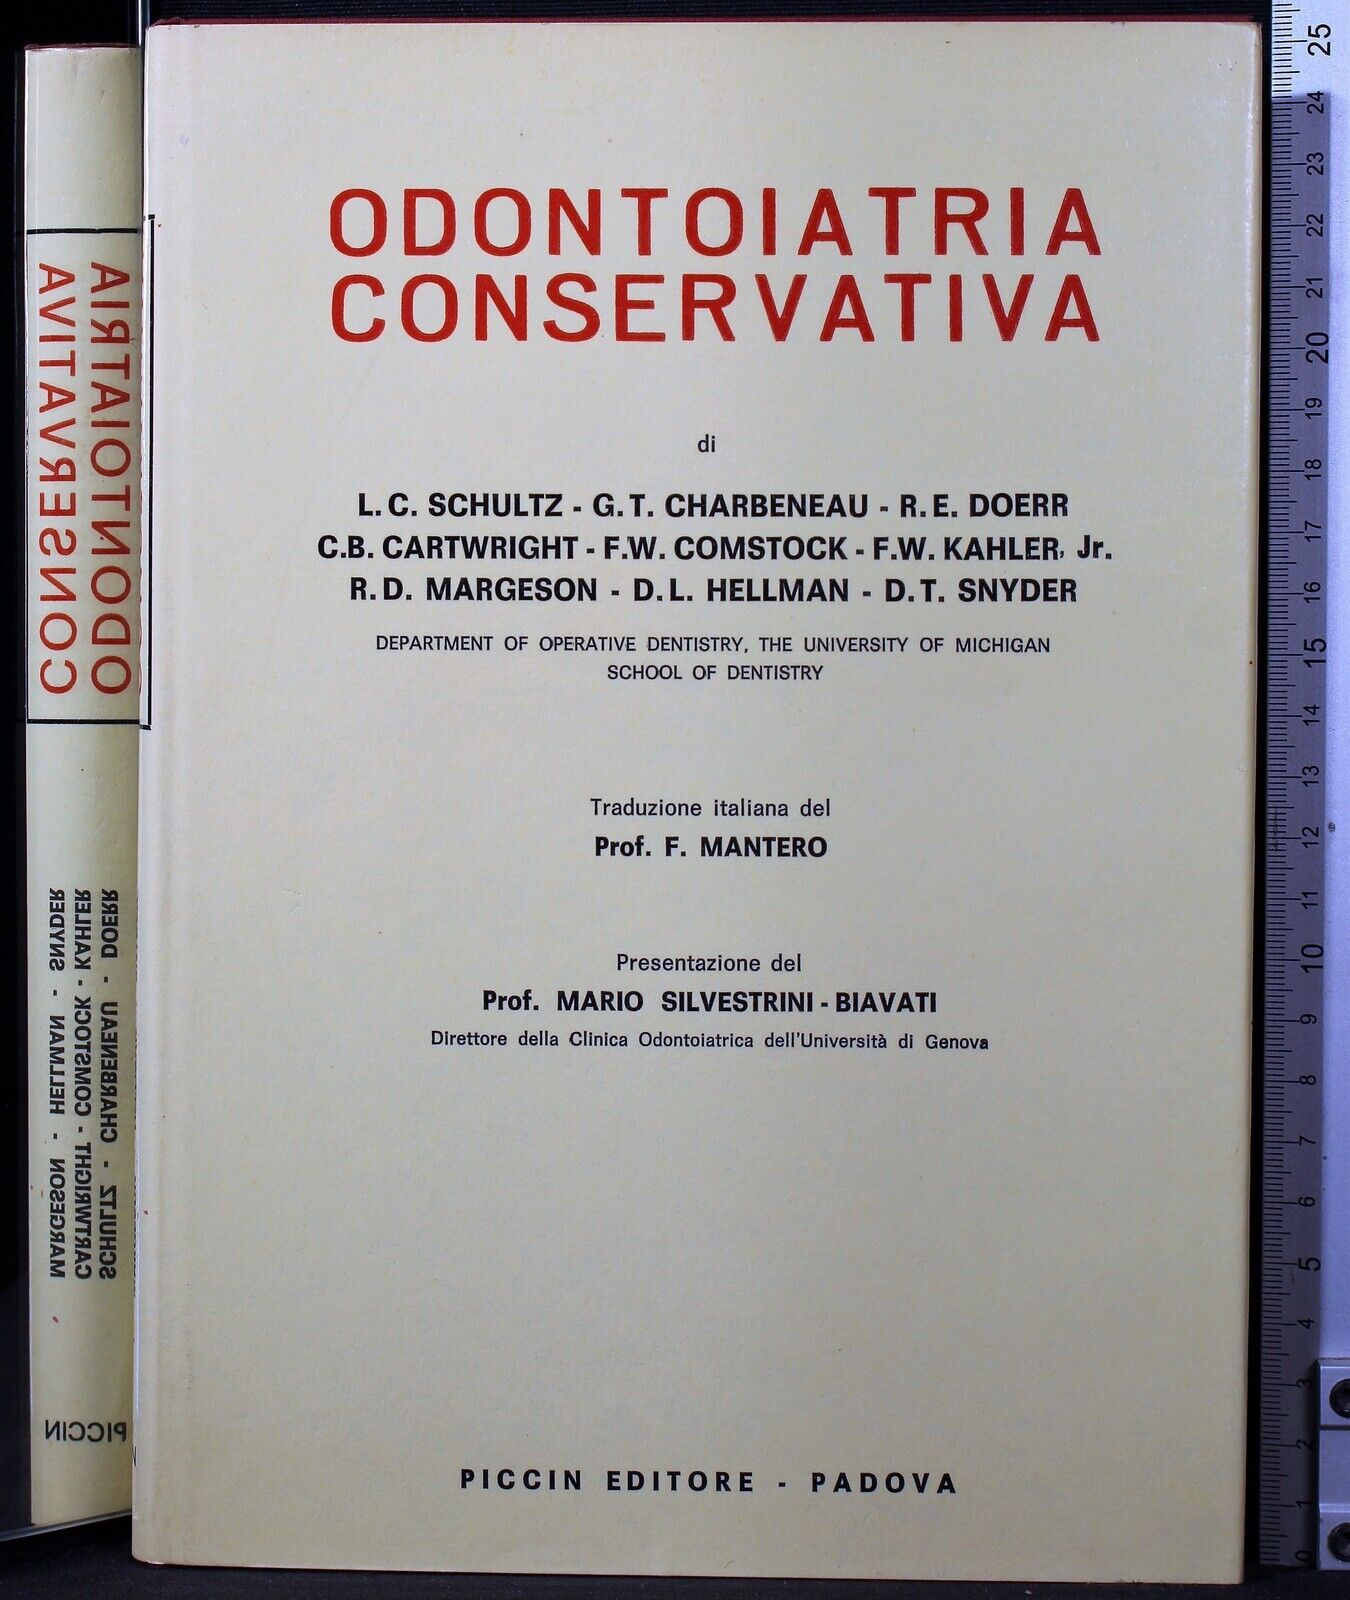 ODONTOIATRIA
CONSERVATIVA
di
L. C. SCHULTZ - G. T. CHARBENEAU - R. E. DOERR
C.B. CARTWRIGHT - F.W. COMSTOCK - F.W. KAHLER, Jr.
R. D. MARGESON - D. L. HELLMAN - D. T. SNYDER
DEPARTMENT OF OPERATIVE DENTISTRY, THE UNIVERSITY OF MICHIGAN
SCHOOL OF DENTISTRY
Traduzione italiana del
Prof. F. MANTERO
Presentazione del
Prof. MARIO SILVESTRINI - BIAVATI
Direttore della Clinica Odontoiatrica dell'Università di Genova
PICCIN EDITORE - PADOVA
ODONTOIATRIA
CONSERVATIVA
SCHULTZ - CHARBENEAU - DOERR
CARTWRIGHT - COMSTOCK - KAHLER
MARGESON - HELLMAN - SNYDER
PICCIN
25
24
23
22
21
20
19
18
17
16
15
14
13
12
11
10
9
8
7
6
5
4
3
2
1
0